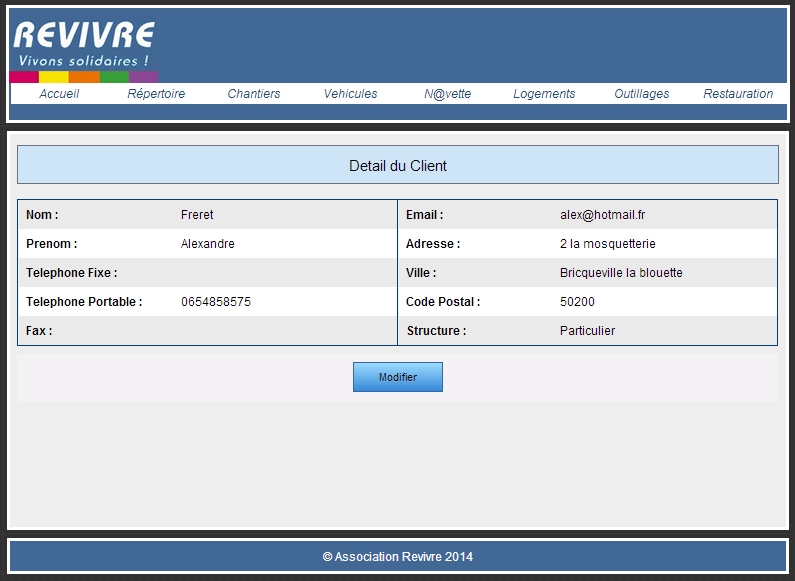 REVIVRE
Vivons solidaires !
Accueil Répertoire Chantiers Vehicules N@vette Logements Outillages Restauration
Detail du Client
Nom : Freret Email : alex@hotmail.fr
Prenom : Alexandre Adresse : 2 la mosquetterie
Telephone Fixe : Ville : Bricqueville la blouette
Telephone Portable : 0654858575 Code Postal : 50200
Fax : Structure : Particulier
Modifier
© Association Revivre 2014